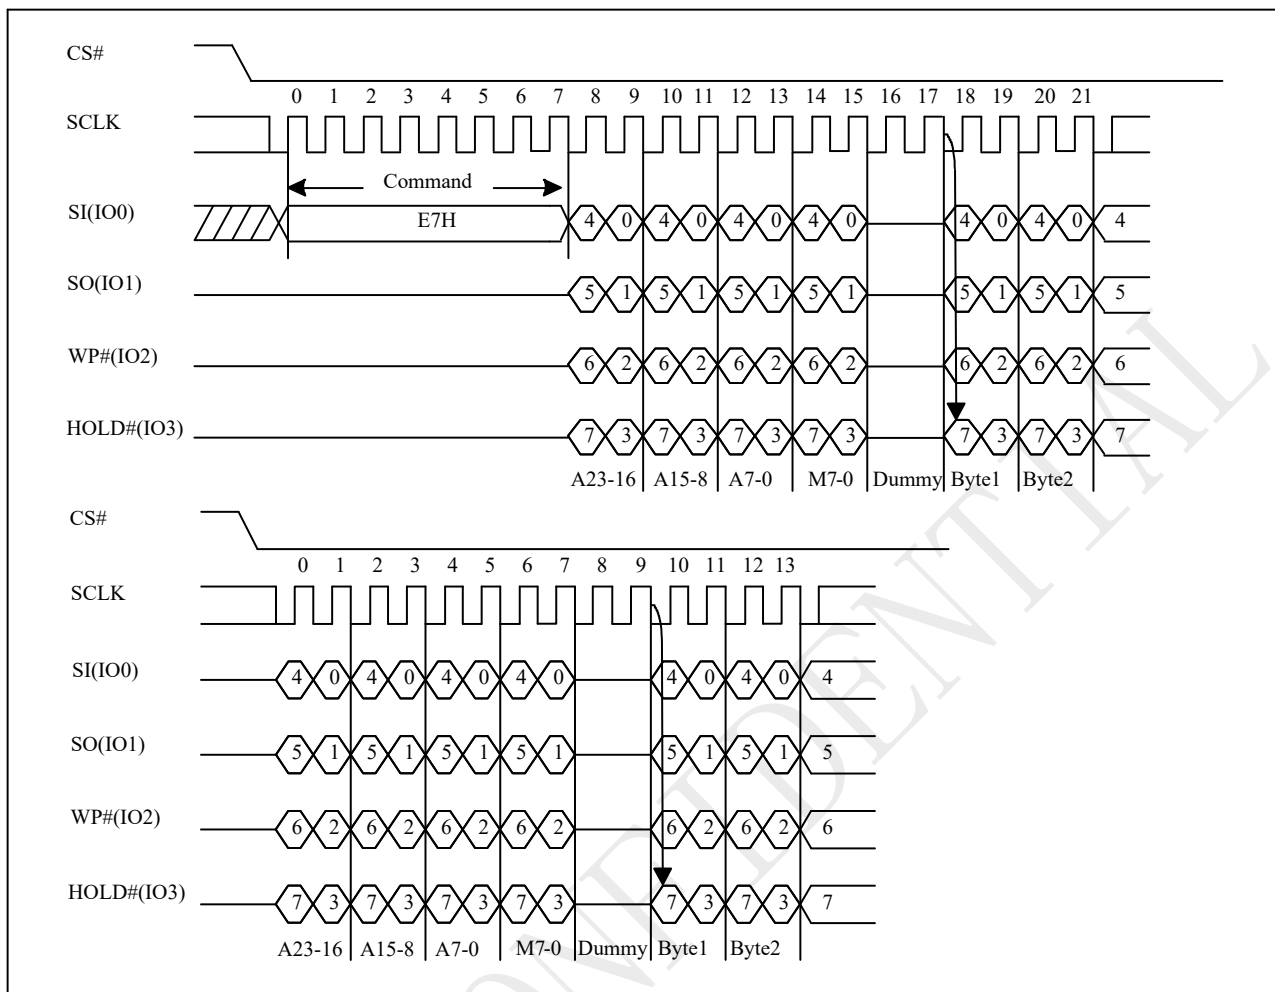 CS#
0 1 2 3 4 5 6 7 8 9 10 11 12 13 14 15 16 17 18 19 20 21
SCLK
Command
SI(IO0) E7H 4 0 4 0 4 0 4 0 4 0 4 0 4
SO(IO1) 5 1 5 1 5 1 5 1 5 1 5 1 5
WP#(IO2) 6 2 6 2 6 2 6 2 6 2 6 2 6
HOLD#(IO3) 7 3 7 3 7 3 7 3 7 3 7 3 7
A23-16 A15-8 A7-0 M7-0 Dummy Byte1 Byte2
CS#
0 1 2 3 4 5 6 7 8 9 10 11 12 13
SCLK
SI(IO0) 4 0 4 0 4 0 4 0 4 0 4 0 4
SO(IO1) 5 1 5 1 5 1 5 1 5 1 5 1 5
WP#(IO2) 6 2 6 2 6 2 6 2 6 2 6 2 6
HOLD#(IO3) 7 3 7 3 7 3 7 3 7 3 7 3 7
A23-16 A15-8 A7-0 M7-0 Dummy Byte1 Byte2
ONFIDENTIAL